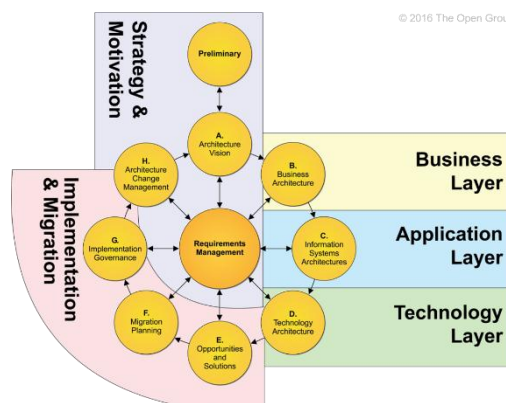 © 2016 The Open Grou
Strategy &
Motivation
Preliminary
A.
Architecture
Vision
H.
Architecture
Change
Management
B.
Business
Architecture
Business
Layer
Implementation
& Migration
G.
Implementation
Governance
Requirements
Management
C.
Information
Systems
Architectures
Application
Layer
F.
Migration
Planning
D.
Technology
Architecture
Technology
Layer
E.
Opportunities
and
Solutions